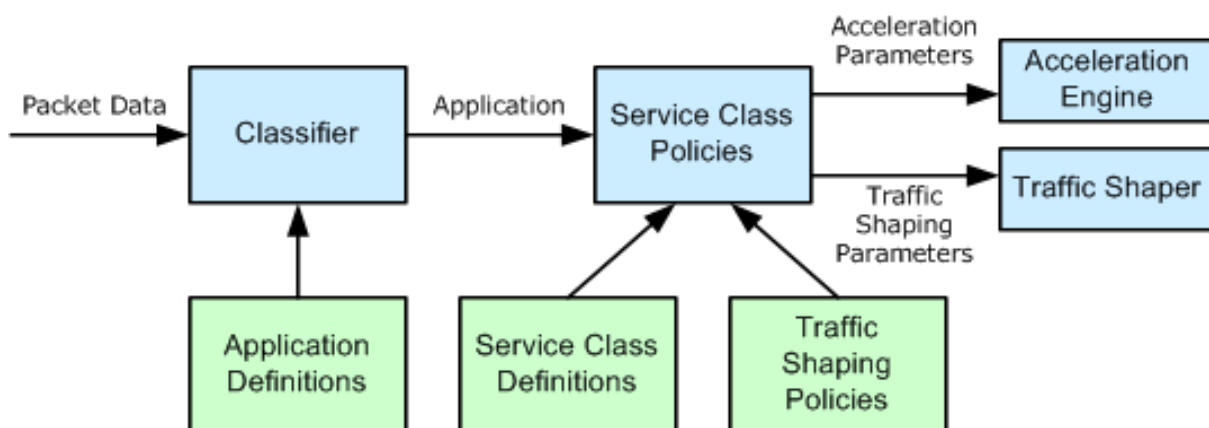 Packet Data
Classifier
Application
Service Class
Policies
Acceleration
Parameters
Acceleration
Engine
Traffic
Shaping
Parameters
Traffic Shaper
Application
Definitions
Service Class
Definitions
Traffic
Shaping
Policies